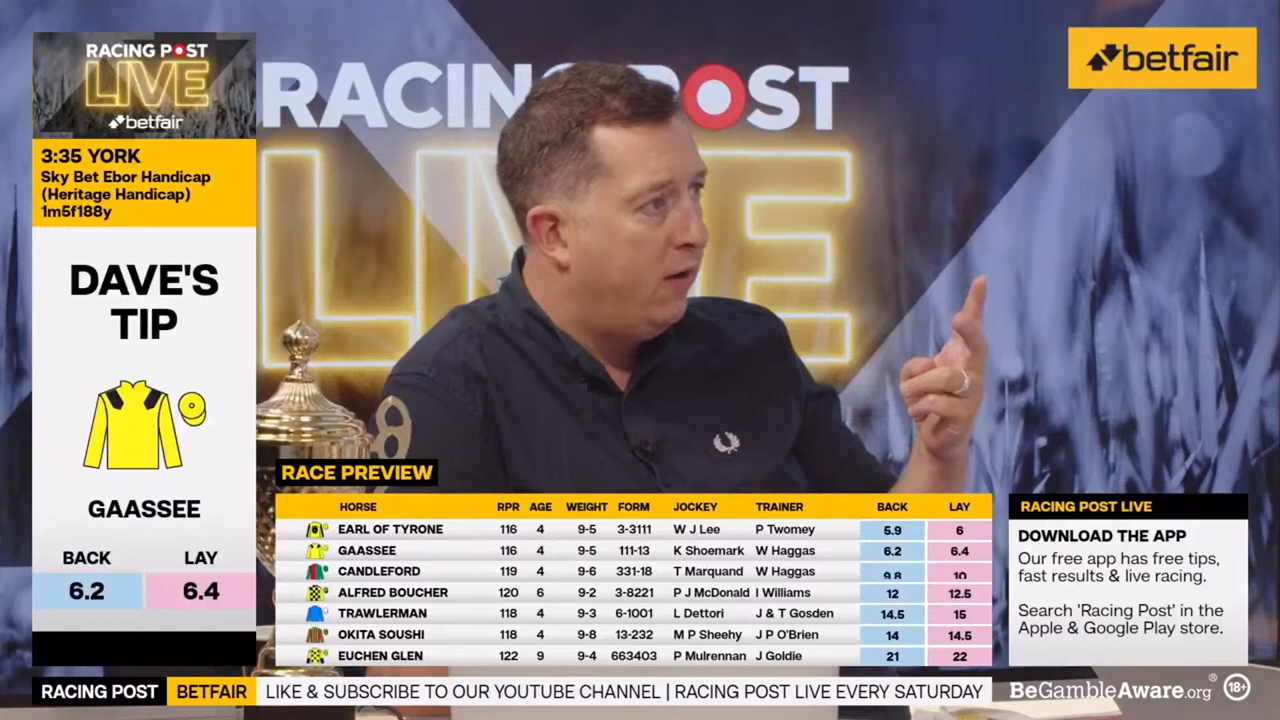 RACING POST
LIVE
betfair
3:35 YORK
Sky Bet Ebor Handicap
(Heritage Handicap)
1m5f188y
DAVE'S
TIP
GAASSEE
BACK LAY
6.2 6.4
RACING POST
LIVE
betfair
8
RACE PREVIEW
HORSE RPR AGE WEIGHT FORM JOCKEY TRAINER BACK LAY
EARL OF TYRONE 116 4 9-5 3-3111 W J Lee P Twomey 5.9 6
GAASSEE 116 4 9-5 111-13 K Shoemark W Haggas 6.2 6.4
CANDLEFORD 119 4 9-6 331-18 T Marquand W Haggas 9.8 10
ALFRED BOUCHER 120 6 9-2 3-8221 P J McDonald I Williams 12 12.5
TRAWLERMAN 118 4 9-3 6-1001 L Dettori J & T Gosden 14.5 15
OKITA SOUSHI 118 4 9-8 13-232 M P Sheehy J P O'Brien 14 14.5
EUCHEN GLEN 122 9 9-4 663403 P Mulrennan J Goldie 21 22
RACING POST LIVE
DOWNLOAD THE APP
Our free app has free tips,
fast results & live racing.
Search 'Racing Post' in the
Apple & Google Play store.
RACING POST BETFAIR LIKE & SUBSCRIBE TO OUR YOUTUBE CHANNEL | RACING POST LIVE EVERY SATURDAY BeGambleAware.org® 18+